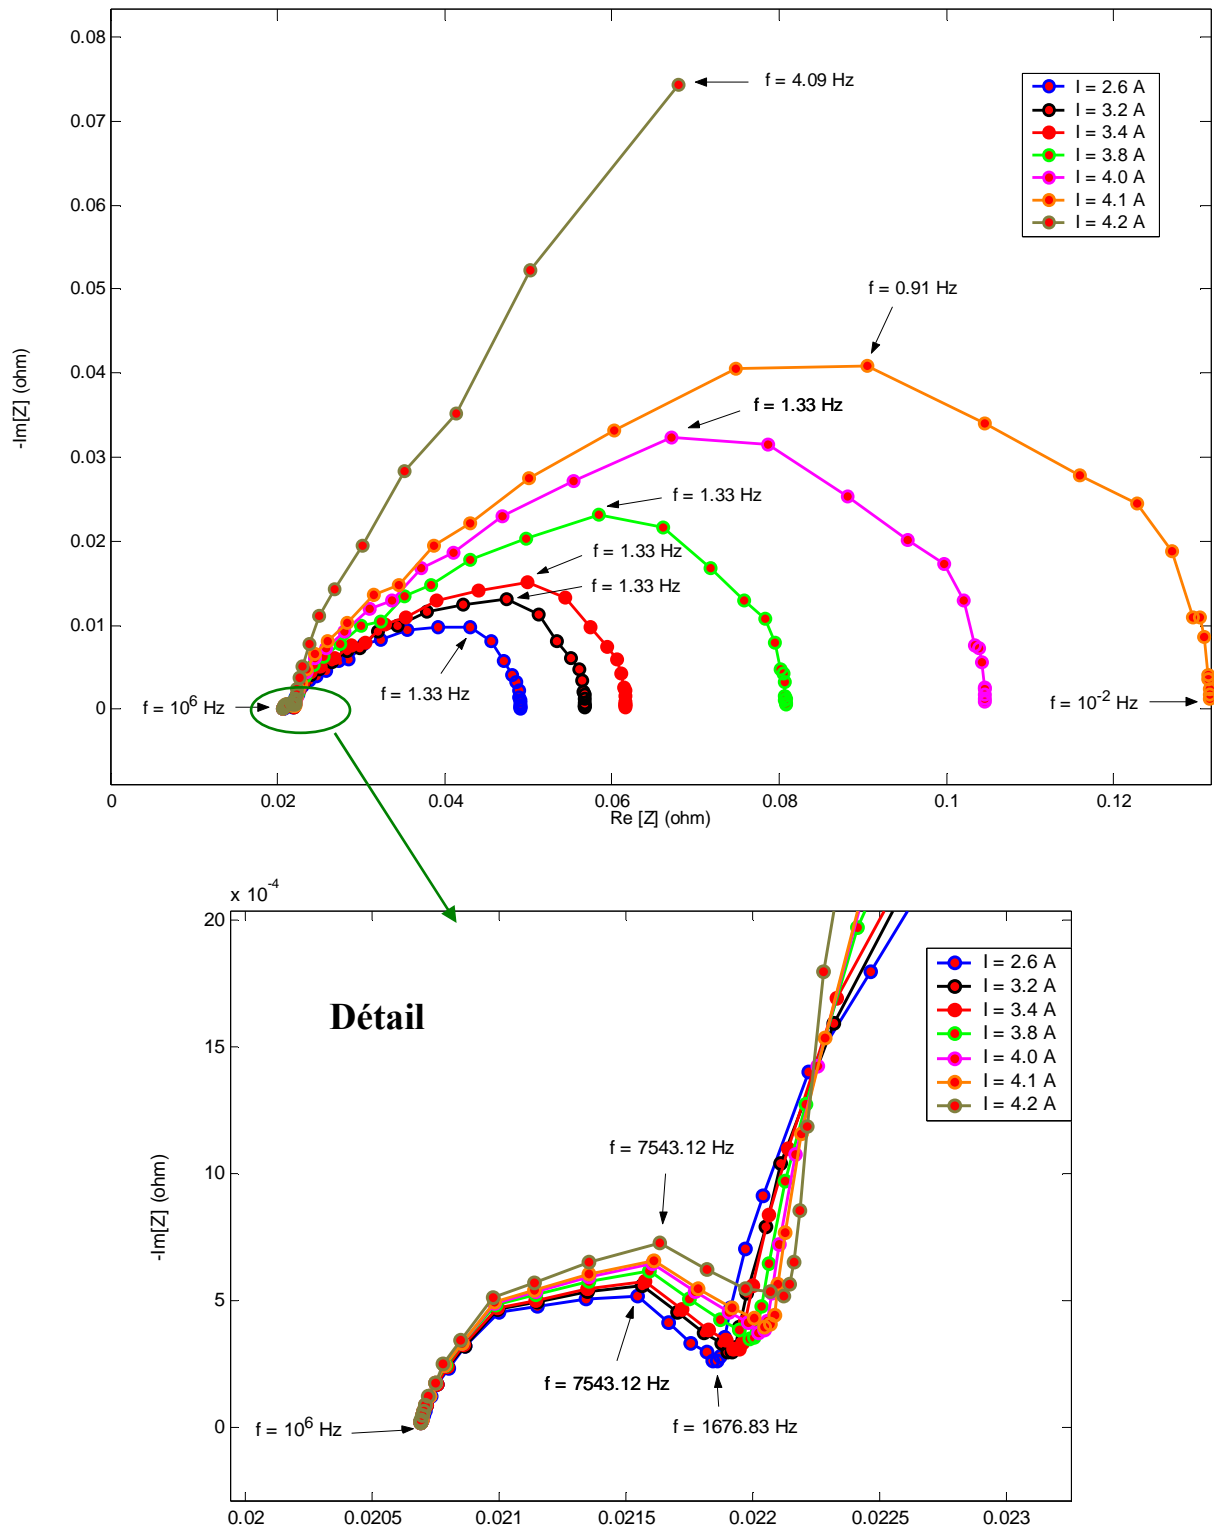 0.08
0.07
0.06
0.05
0.04
0.03
0.02
0.01
0
-Im[Z] (ohm)
f = 4.09 Hz
I = 2.6 A
I = 3.2 A
I = 3.4 A
I = 3.8 A
I = 4.0 A
I = 4.1 A
I = 4.2 A
f = 0.91 Hz
f = 1.33 Hz
f = 1.33 Hz
f = 1.33 Hz
f = 1.33 Hz
f = 1.33 Hz
f = 10^6 Hz
f = 10^-2 Hz
0 0.02 0.04 0.06 0.08 0.1 0.12
Re [Z] (ohm)
x 10^-4
20
15
10
5
0
-Im[Z] (ohm)
Détail
I = 2.6 A
I = 3.2 A
I = 3.4 A
I = 3.8 A
I = 4.0 A
I = 4.1 A
I = 4.2 A
f = 7543.12 Hz
f = 7543.12 Hz
f = 10^6 Hz
f = 1676.83 Hz
0.02 0.0205 0.021 0.0215 0.022 0.0225 0.023